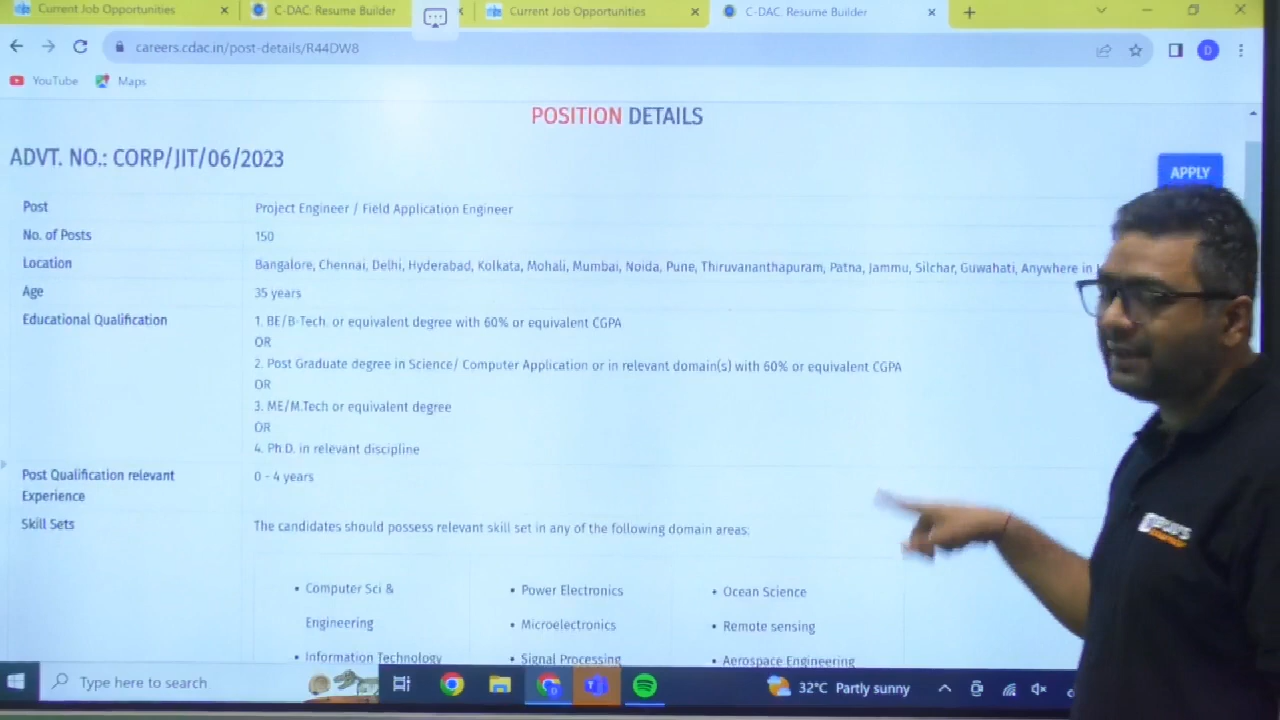 Current Job Opportunities
C-DAC: Resume Builder
Current Job Opportunities
C-DAC: Resume Builder
careers.cdac.in/post-details/R44DW8
D
YouTube
Maps
POSITION DETAILS
ADVT. NO.: CORP/JIT/06/2023
APPLY
Post
Project Engineer / Field Application Engineer
No. of Posts
150
Location
Bangalore, Chennai, Delhi, Hyderabad, Kolkata, Mohali, Mumbai, Noida, Pune, Thiruvananthapuram, Patna, Jammu, Silchar, Guwahati, Anywhere in
Age
35 years
Educational Qualification
1. BE/B-Tech. or equivalent degree with 60% or equivalent CGPA
OR
2. Post Graduate degree in Science/ Computer Application or in relevant domain(s) with 60% or equivalent CGPA
OR
3. ME/M.Tech or equivalent degree
OR
4. Ph.D. in relevant discipline
Post Qualification relevant
Experience
0 - 4 years
Skill Sets
The candidates should possess relevant skill set in any of the following domain areas:
• Computer Sci &
Engineering
• Information Technology
• Power Electronics
• Microelectronics
• Signal Processing
• Ocean Science
• Remote sensing
• Aerospace Engineering
Type here to search
32°C Partly sunny